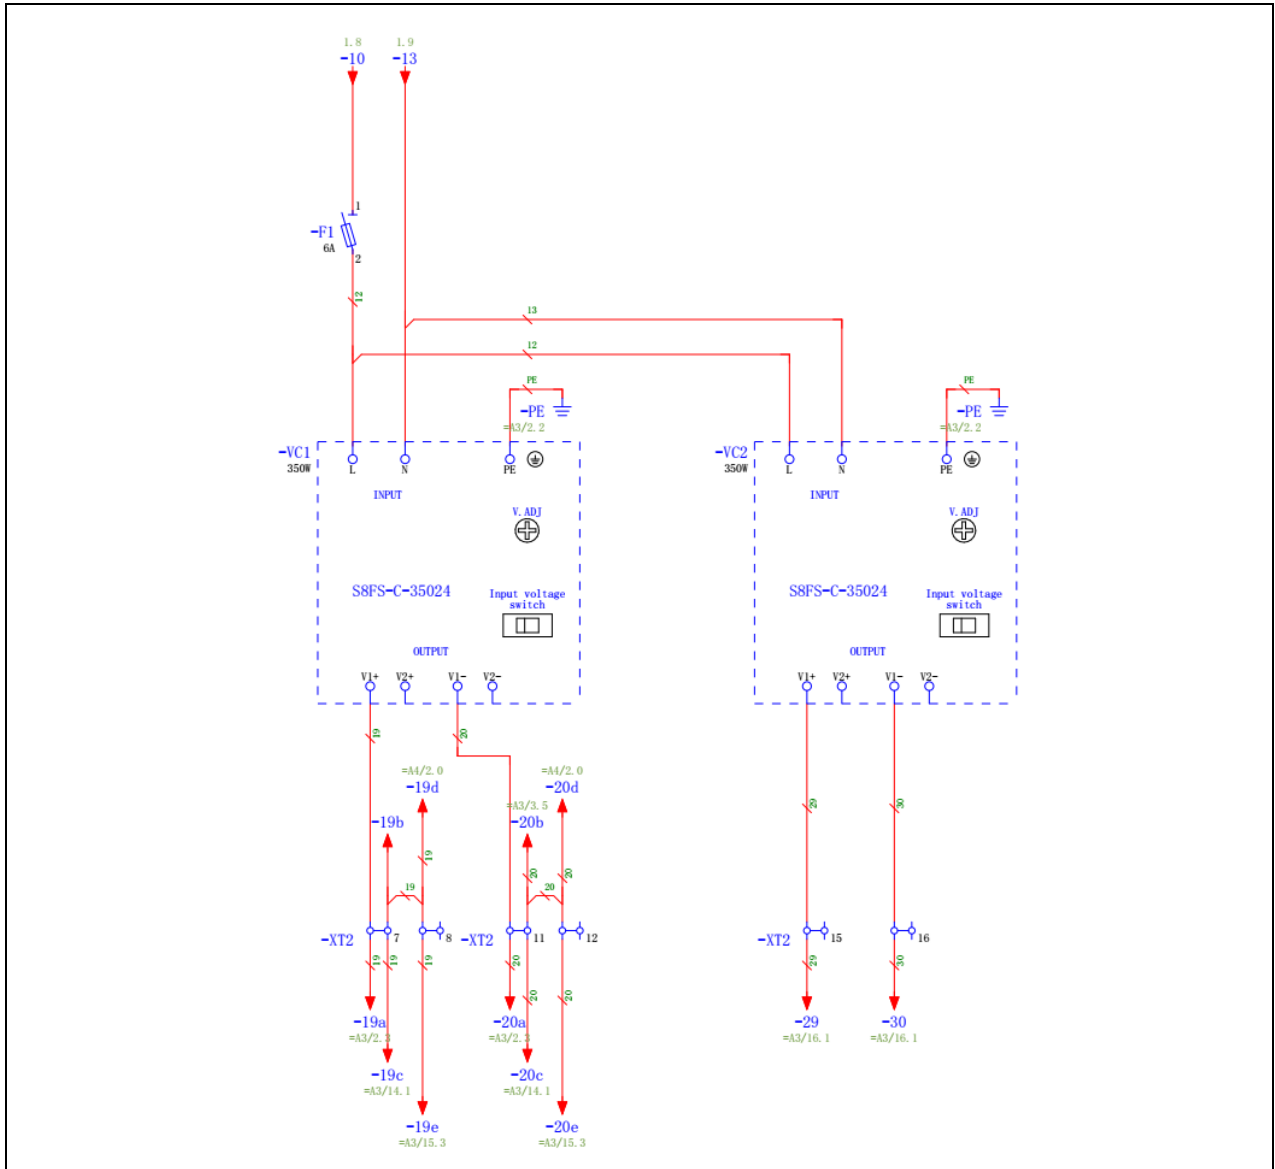 1.8 1.9
-10 -13
1
-F1
6A
2
12
13
12
PE PE
-PE -PE
=A3/2.2 =A3/2.2
-VC1 -VC2
350W 350W
L N PE L N PE
INPUT INPUT
V.ADJ V.ADJ
S8FS-C-35024 S8FS-C-35024
Input voltage Input voltage
switch switch
OUTPUT OUTPUT
V1+ V2+ V1- V2- V1+ V2+ V1- V2-
19 20
=A4/2.0 =A4/2.0
-19d -20d
29 30
=A3/3.5
-19b -20b
19
20 20
19 20
-XT2 7 8 -XT2 11 12 -XT2 15 16
19 19 19 20 29 30
20 20
-19a -20a -29 -30
=A3/2.3 =A3/2.3 =A3/16.1 =A3/16.1
-19c -20c
=A3/14.1 =A3/14.1
-19e -20e
=A3/15.3 =A3/15.3